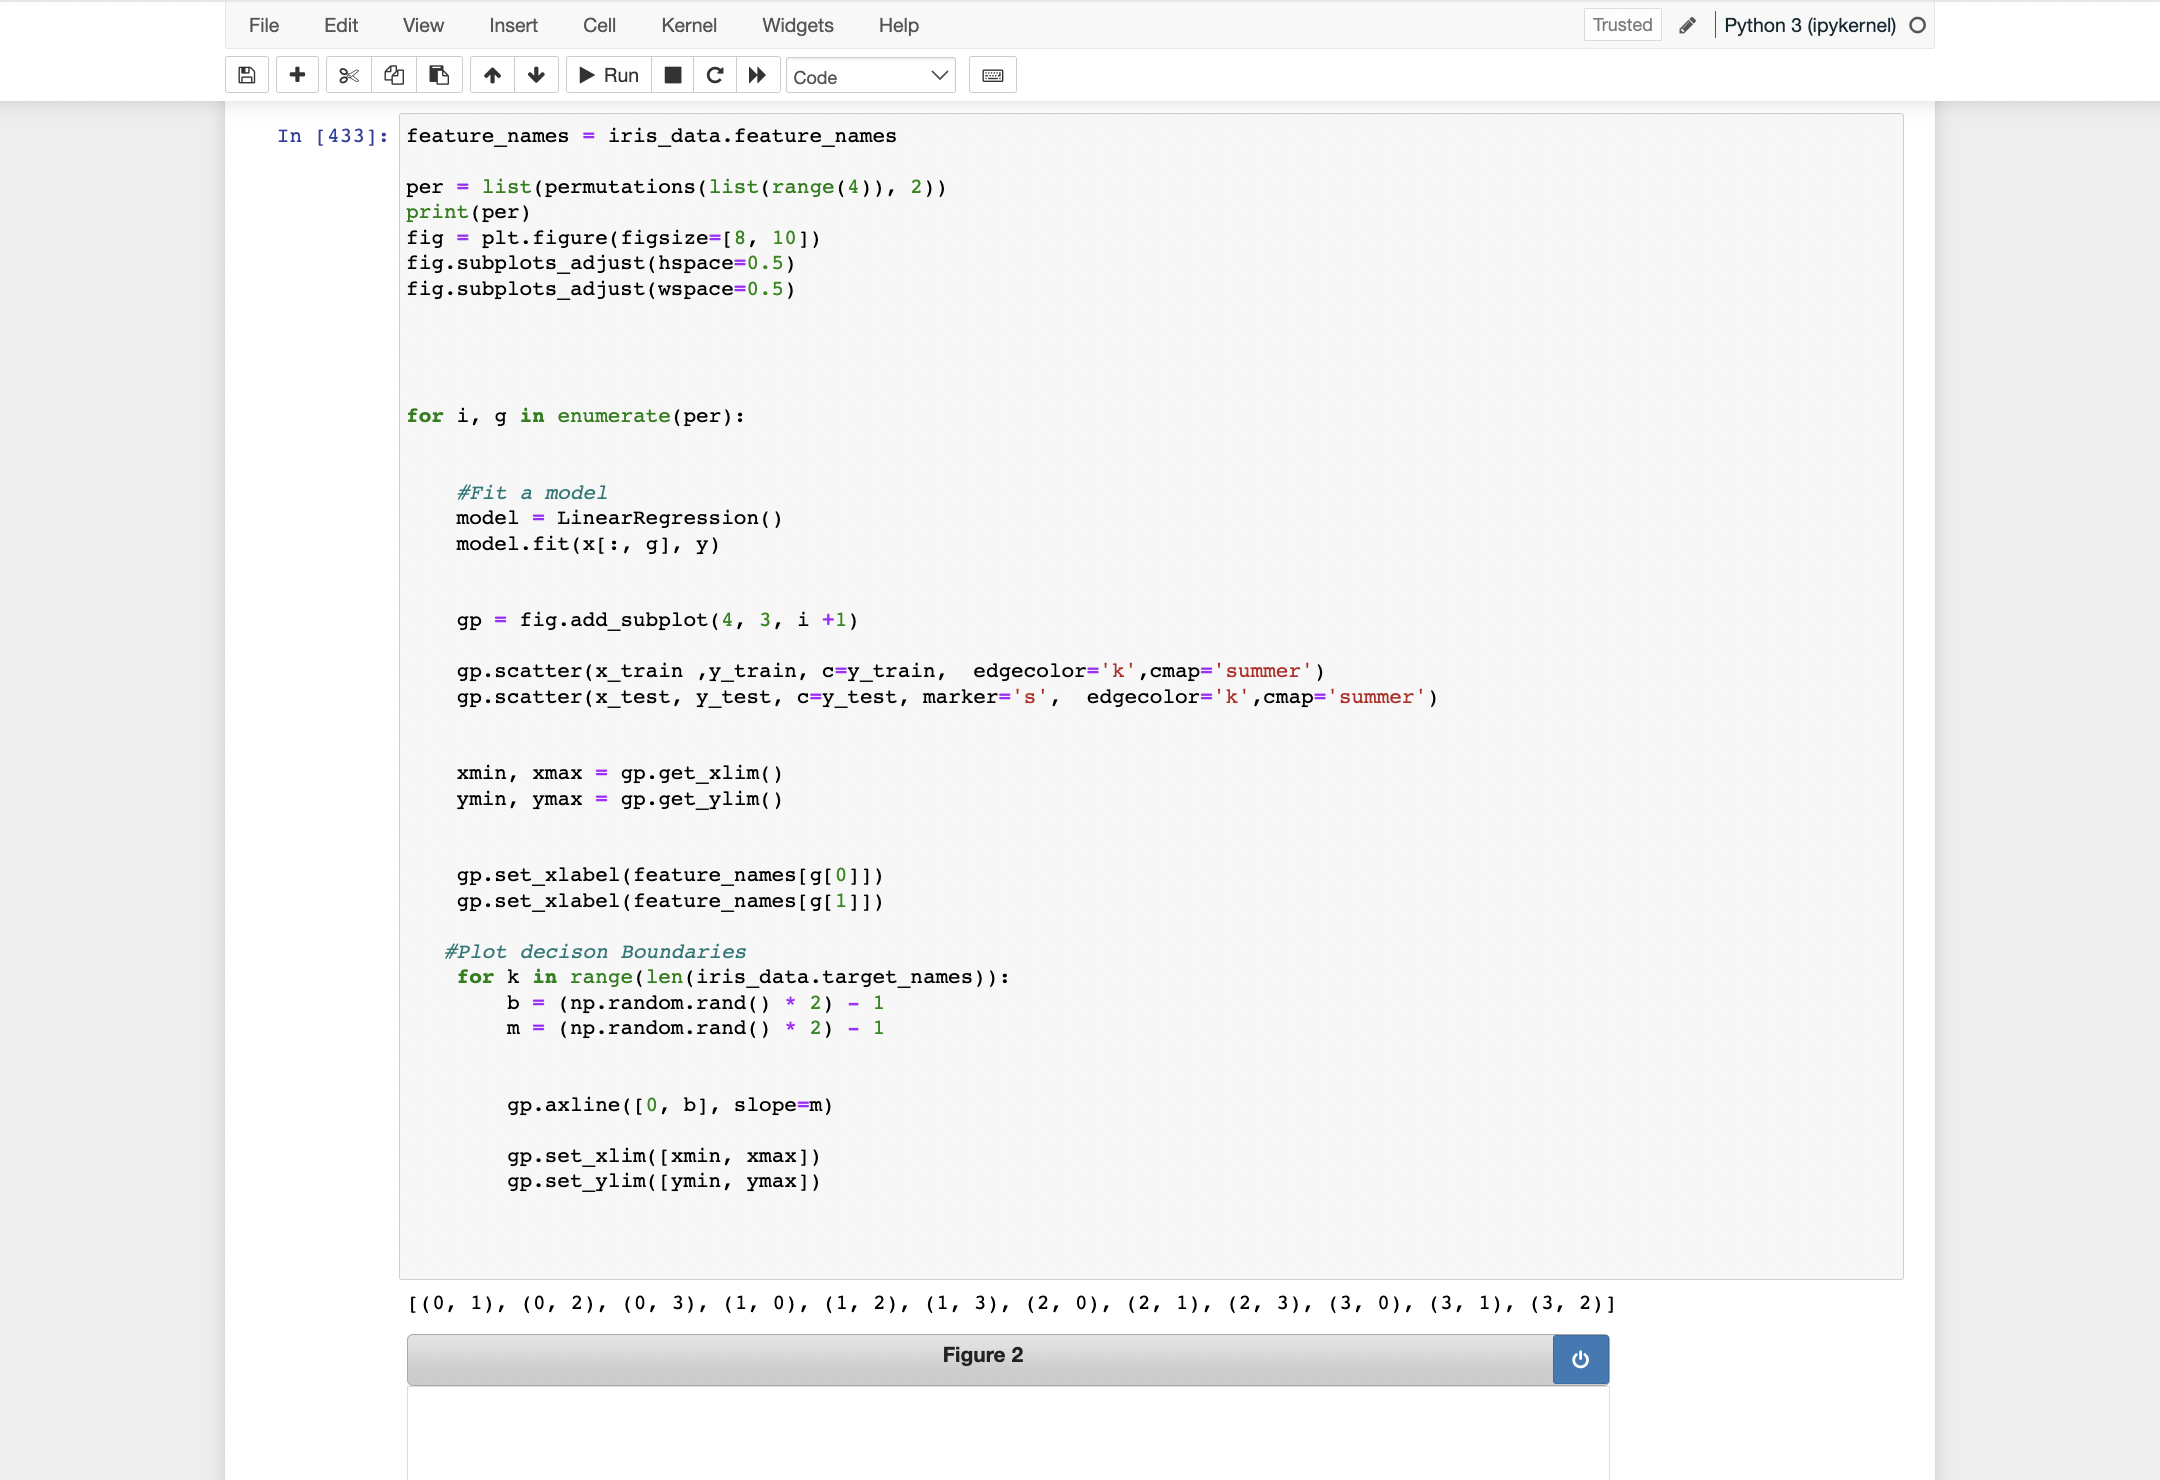 File Edit View Insert Cell Kernel Widgets Help Trusted Python 3 (ipykernel)
Run Code
In [433]: feature_names = iris_data.feature_names
per = list(permutations(list(range(4)), 2))
print(per)
fig = plt.figure(figsize=[8, 10])
fig.subplots_adjust(hspace=0.5)
fig.subplots_adjust(wspace=0.5)
for i, g in enumerate(per):
#Fit a model
model = LinearRegression()
model.fit(x[:, g], y)
gp = fig.add_subplot(4, 3, i +1)
gp.scatter(x_train ,y_train, c=y_train,  edgecolor='k',cmap='summer')
gp.scatter(x_test, y_test, c=y_test, marker='s',  edgecolor='k',cmap='summer')
xmin, xmax = gp.get_xlim()
ymin, ymax = gp.get_ylim()
gp.set_xlabel(feature_names[g[0]])
gp.set_xlabel(feature_names[g[1]])
#Plot decison Boundaries
for k in range(len(iris_data.target_names)):
b = (np.random.rand() * 2) - 1
m = (np.random.rand() * 2) - 1
gp.axline([0, b], slope=m)
gp.set_xlim([xmin, xmax])
gp.set_ylim([ymin, ymax])
[(0, 1), (0, 2), (0, 3), (1, 0), (1, 2), (1, 3), (2, 0), (2, 1), (2, 3), (3, 0), (3, 1), (3, 2)]
Figure 2